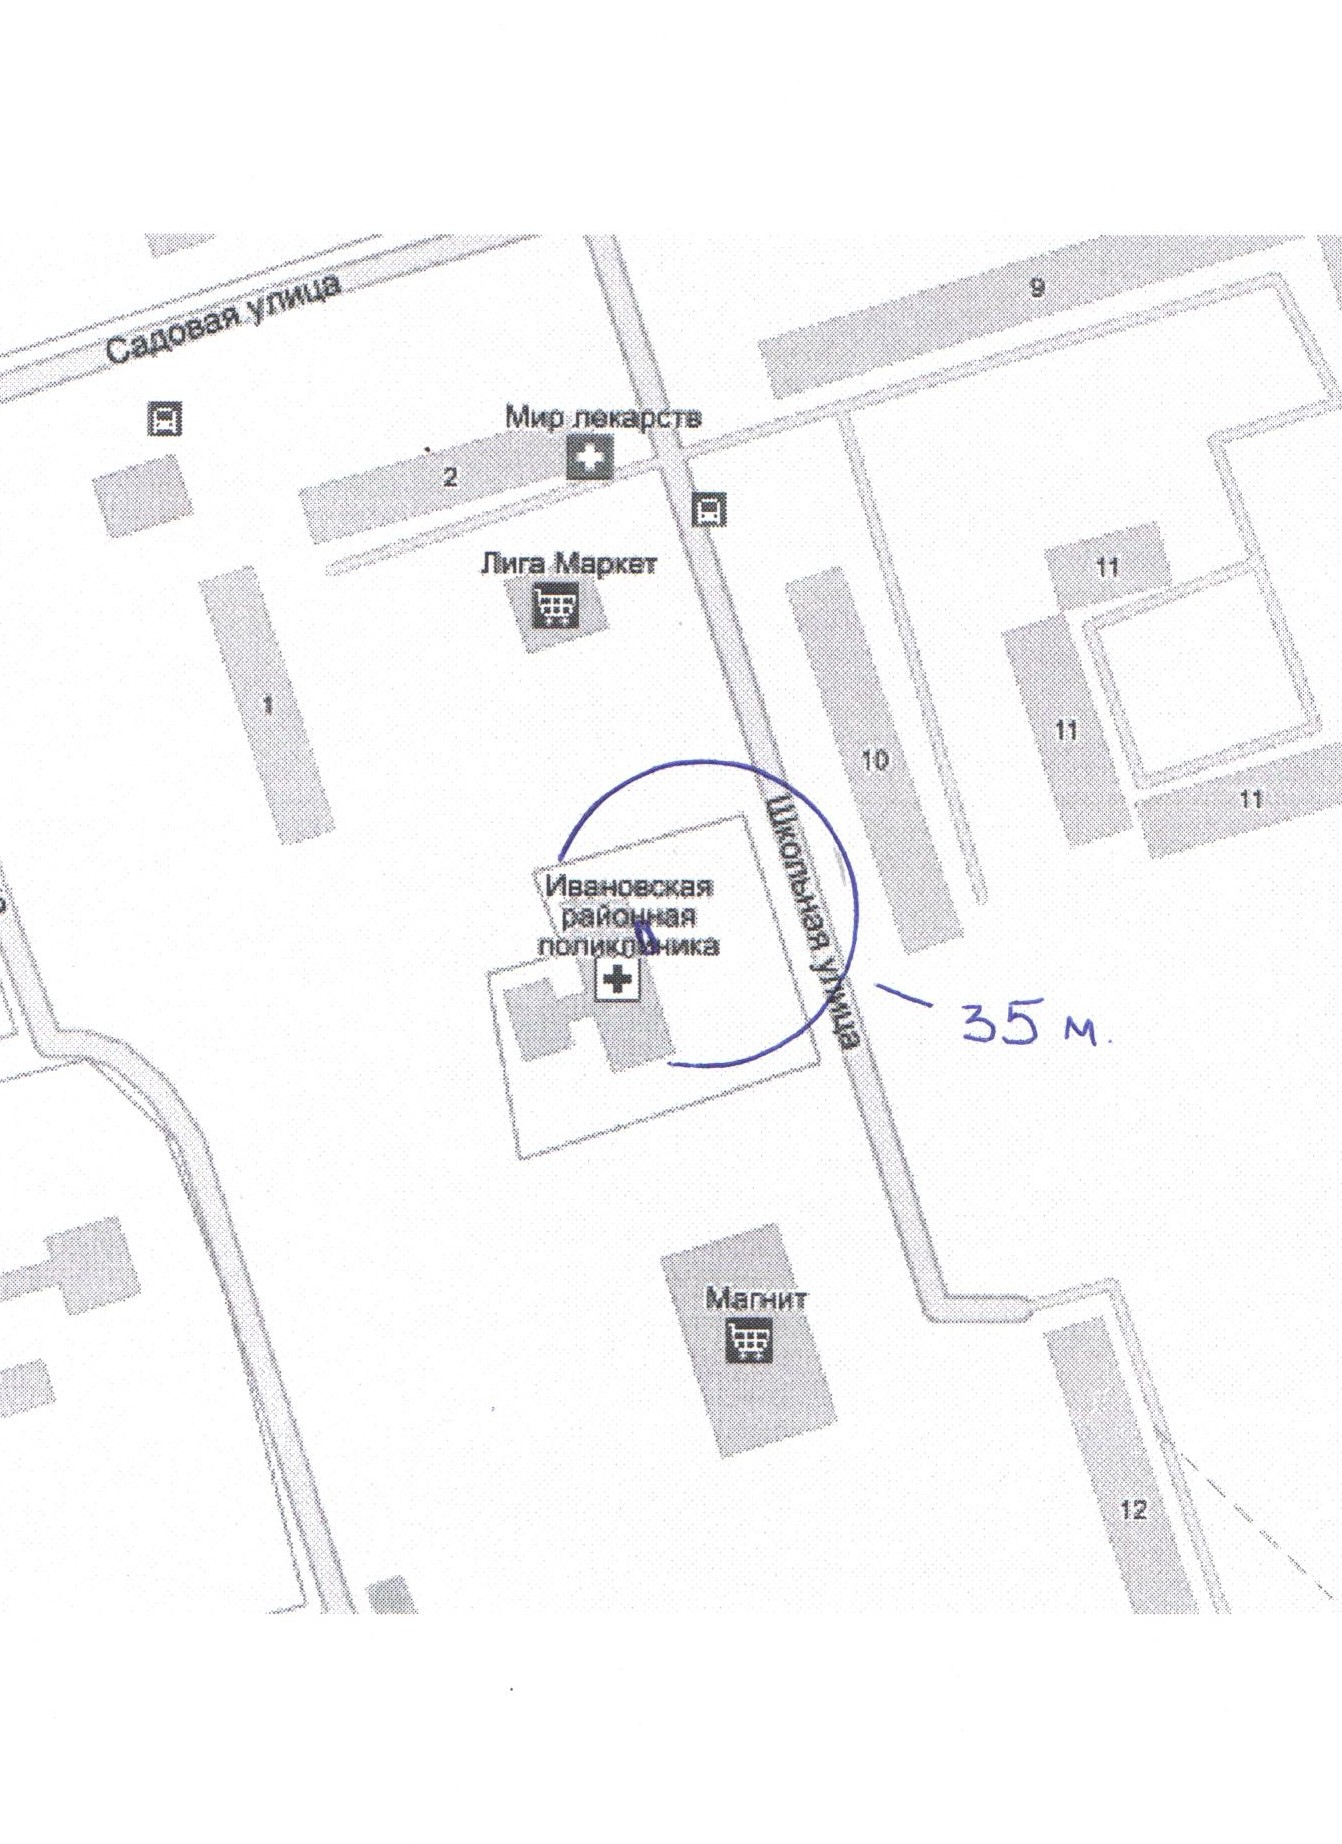 Садовая улица
9
Мир лекарств
2
Лига Маркет
11
1
11
10
11
Школьная улица
Ивановская
районная
поликлиника
35 м.
Магнит
12